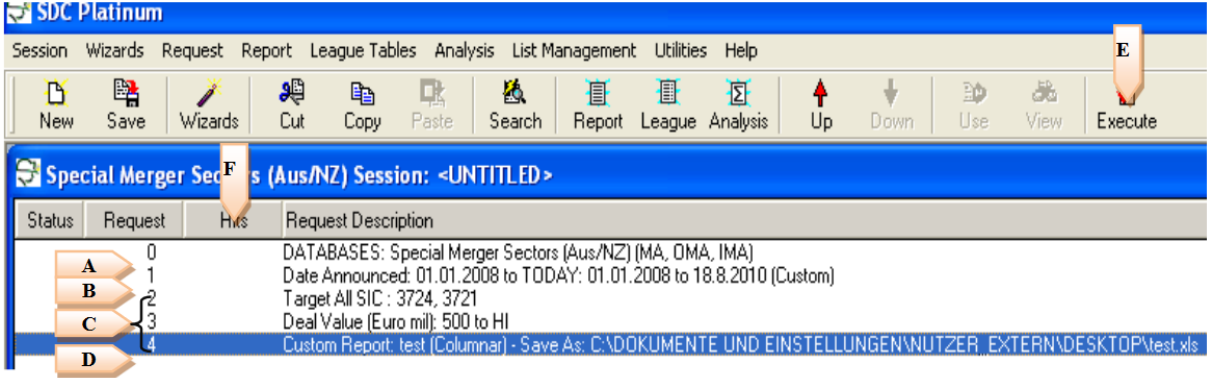 SDC Platinum
Session Wizards Request Report League Tables Analysis List Management Utilities Help
E
New Save Wizards Cut Copy Paste Search Report League Analysis Up Down Use View Execute
F
Special Merger (Aus/NZ) Session: <UNTITLED>
Status Request Hits Request Description
0 DATABASES: Special Merger Sectors (Aus/NZ) (MA, OMA, IMA)
A 1 Date Announced: 01.01.2008 to TODAY: 01.01.2008 to 18.8.2010 (Custom)
B 2 Target All SIC : 3724, 3721
C 3 Deal Value (Euro mil): 500 to HI
4 Custom Report: test (Columnar) - Save As: C:\DOKUMENTE UND EINSTELLUNGEN\NUTZER_EXTERN\DESKTOP\test.xls
D